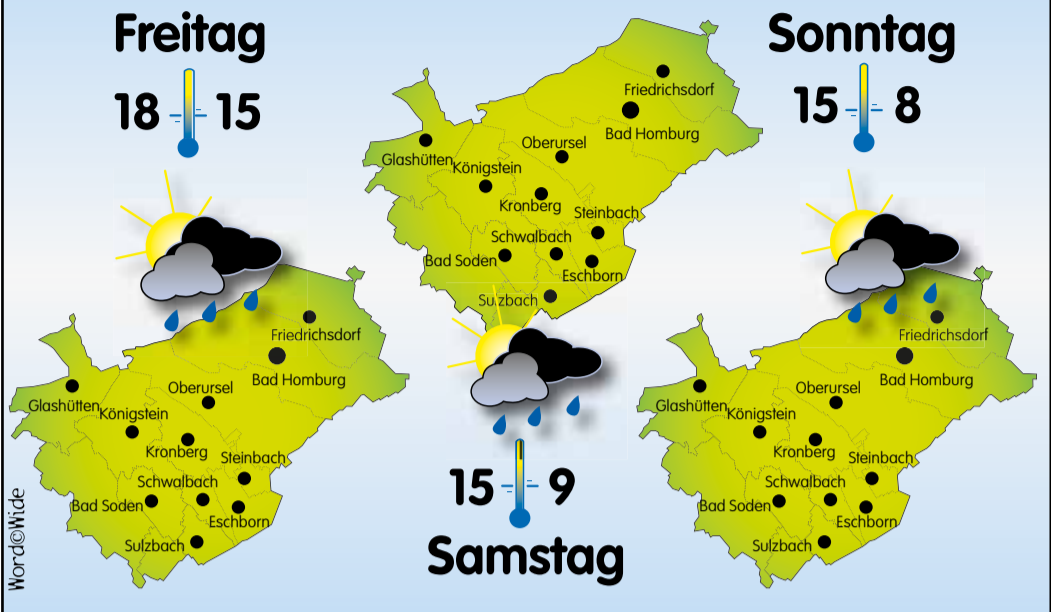 Freitag
18 15
Friedrichsdorf
Bad Homburg
Oberursel
Glashütten
Königstein
Kronberg
Steinbach
Schwalbach
Bad Soden
Eschborn
Sulzbach
Friedrichsdorf
Bad Homburg
Oberursel
Glashütten
Königstein
Kronberg
Steinbach
Schwalbach
Bad Soden
Eschborn
Sulzbach
15 9
Samstag
Sonntag
15 8
Friedrichsdorf
Bad Homburg
Oberursel
Glashütten
Königstein
Kronberg
Steinbach
Schwalbach
Bad Soden
Eschborn
Sulzbach
Word©Wide